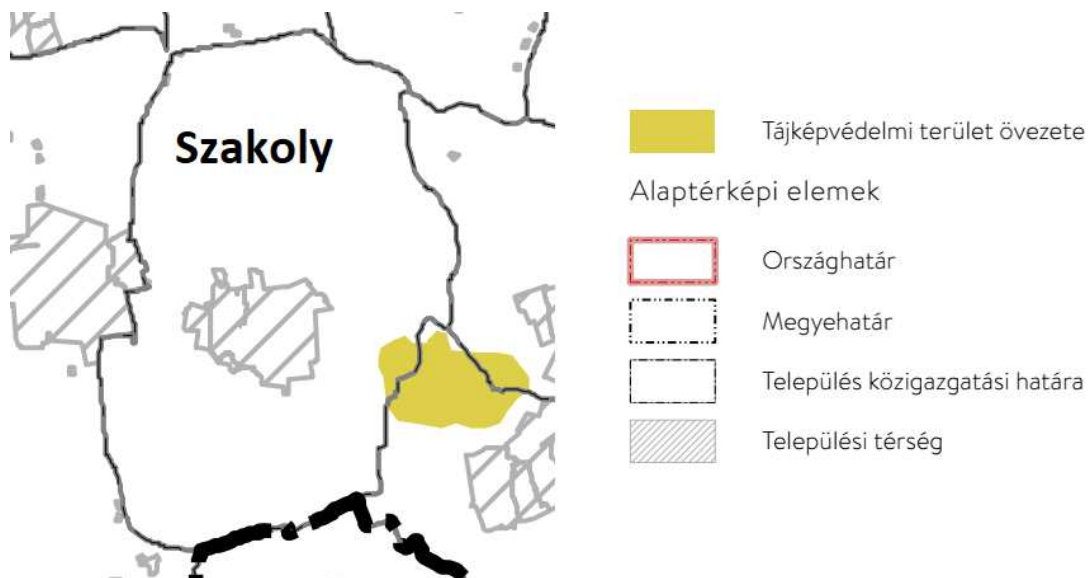 Szakoly
Tájképvédelmi terület övezete
Alaptérképi elemek
Országhatár
Megyehatár
Település közigazgatási határa
Települési térség